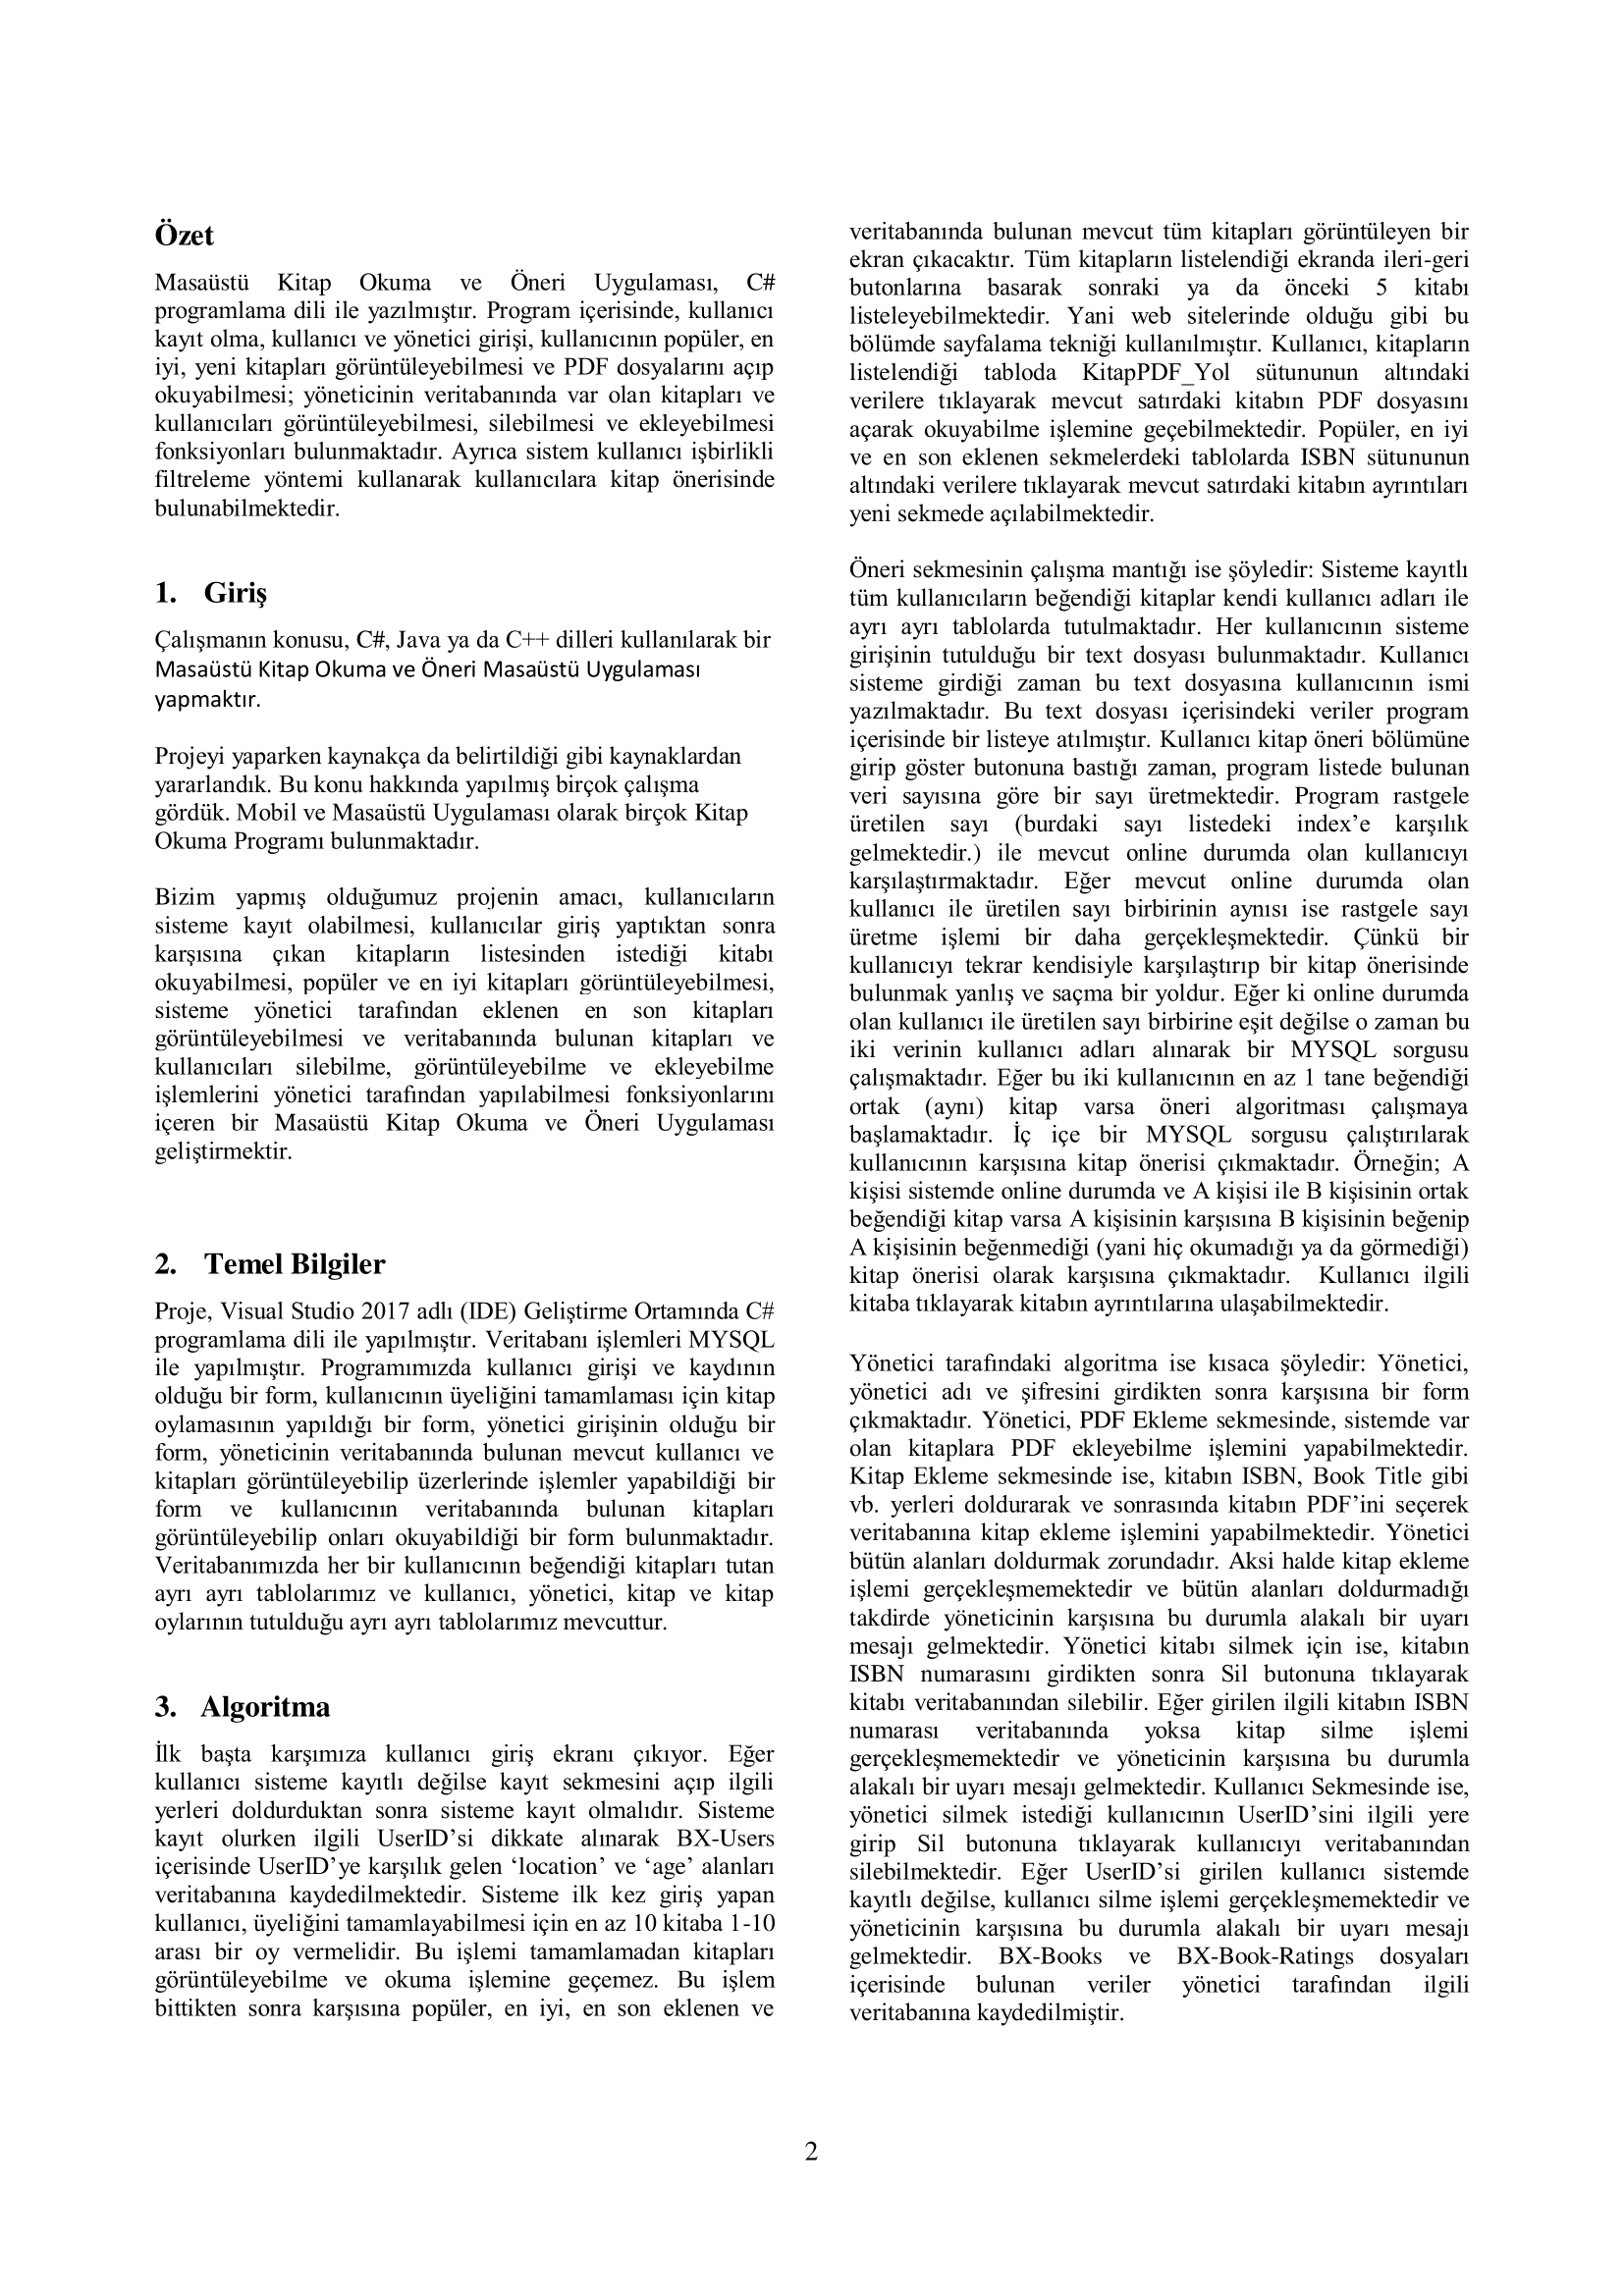 Özet
Masaüstü Kitap Okuma ve Öneri Uygulaması, C#
programlama dili ile yazılmıştır. Program içerisinde, kullanıcı
kayıt olma, kullanıcı ve yönetici girişi, kullanıcının popüler, en
iyi, yeni kitapları görüntüleyebilmesi ve PDF dosyalarını açıp
okuyabilmesi; yöneticinin veritabanında var olan kitapları ve
kullanıcıları görüntüleyebilmesi, silebilmesi ve ekleyebilmesi
fonksiyonları bulunmaktadır. Ayrıca sistem kullanıcı işbirlikli
filtreleme yöntemi kullanarak kullanıcılara kitap önerisinde
bulunabilmektedir.
1. Giriş
Çalışmanın konusu, C#, Java ya da C++ dilleri kullanılarak bir
Masaüstü Kitap Okuma ve Öneri Masaüstü Uygulaması
yapmaktır.
Projeyi yaparken kaynakça da belirtildiği gibi kaynaklardan
yararlandık. Bu konu hakkında yapılmış birçok çalışma
gördük. Mobil ve Masaüstü Uygulaması olarak birçok Kitap
Okuma Programı bulunmaktadır.
Bizim yapmış olduğumuz projenin amacı, kullanıcıların
sisteme kayıt olabilmesi, kullanıcılar giriş yaptıktan sonra
karşısına çıkan kitapların listesinden istediği kitabı
okuyabilmesi, popüler ve en iyi kitapları görüntüleyebilmesi,
sisteme yönetici tarafından eklenen en son kitapları
görüntüleyebilmesi ve veritabanında bulunan kitapları ve
kullanıcıları silebilme, görüntüleyebilme ve ekleyebilme
işlemlerini yönetici tarafından yapılabilmesi fonksiyonlarını
içeren bir Masaüstü Kitap Okuma ve Öneri Uygulaması
geliştirmektir.
2. Temel Bilgiler
Proje, Visual Studio 2017 adlı (IDE) Geliştirme Ortamında C#
programlama dili ile yapılmıştır. Veritabanı işlemleri MYSQL
ile yapılmıştır. Programımızda kullanıcı girişi ve kaydının
olduğu bir form, kullanıcının üyeliğini tamamlaması için kitap
oylamasının yapıldığı bir form, yönetici girişinin olduğu bir
form, yöneticinin veritabanında bulunan mevcut kullanıcı ve
kitapları görüntüleyebilip üzerlerinde işlemler yapabildiği bir
form ve kullanıcının veritabanında bulunan kitapları
görüntüleyebilip onları okuyabildiği bir form bulunmaktadır.
Veritabanımızda her bir kullanıcının beğendiği kitapları tutan
ayrı ayrı tablolarımız ve kullanıcı, yönetici, kitap ve kitap
oylarının tutulduğu ayrı ayrı tablolarımız mevcuttur.
3. Algoritma
İlk başta karşımıza kullanıcı giriş ekranı çıkıyor. Eğer
kullanıcı sisteme kayıtlı değilse kayıt sekmesini açıp ilgili
yerleri doldurduktan sonra sisteme kayıt olmalıdır. Sisteme
kayıt olurken ilgili UserID’si dikkate alınarak BX-Users
içerisinde UserID’ye karşılık gelen ‘location’ ve ‘age’ alanları
veritabanına kaydedilmektedir. Sisteme ilk kez giriş yapan
kullanıcı, üyeliğini tamamlayabilmesi için en az 10 kitaba 1-10
arası bir oy vermelidir. Bu işlemi tamamlamadan kitapları
görüntüleyebilme ve okuma işlemine geçemez. Bu işlem
bittikten sonra karşısına popüler, en iyi, en son eklenen ve
veritabanında bulunan mevcut tüm kitapları görüntüleyen bir
ekran çıkacaktır. Tüm kitapların listelendiği ekranda ileri-geri
butonlarına basarak sonraki ya da önceki 5 kitabı
listeleyebilmektedir. Yani web sitelerinde olduğu gibi bu
bölümde sayfalama tekniği kullanılmıştır. Kullanıcı, kitapların
listelendiği tabloda KitapPDF_Yol sütununun altındaki
verilere tıklayarak mevcut satırdaki kitabın PDF dosyasını
açarak okuyabilme işlemine geçebilmektedir. Popüler, en iyi
ve en son eklenen sekmelerdeki tablolarda ISBN sütununun
altındaki verilere tıklayarak mevcut satırdaki kitabın ayrıntıları
yeni sekmede açılabilmektedir.
Öneri sekmesinin çalışma mantığı ise şöyledir: Sisteme kayıtlı
tüm kullanıcıların beğendiği kitaplar kendi kullanıcı adları ile
ayrı ayrı tablolarda tutulmaktadır. Her kullanıcının sisteme
girişinin tutulduğu bir text dosyası bulunmaktadır. Kullanıcı
sisteme girdiği zaman bu text dosyasına kullanıcının ismi
yazılmaktadır. Bu text dosyası içerisindeki veriler program
içerisinde bir listeye atılmıştır. Kullanıcı kitap öneri bölümüne
girip göster butonuna bastığı zaman, program listede bulunan
veri sayısına göre bir sayı üretmektedir. Program rastgele
üretilen sayı (burdaki sayı listedeki index’e karşılık
gelmektedir.) ile mevcut online durumda olan kullanıcıyı
karşılaştırmaktadır. Eğer mevcut online durumda olan
kullanıcı ile üretilen sayı birbirinin aynısı ise rastgele sayı
üretme işlemi bir daha gerçekleşmektedir. Çünkü bir
kullanıcıyı tekrar kendisiyle karşılaştırıp bir kitap önerisinde
bulunmak yanlış ve saçma bir yoldur. Eğer ki online durumda
olan kullanıcı ile üretilen sayı birbirine eşit değilse o zaman bu
iki verinin kullanıcı adları alınarak bir MYSQL sorgusu
çalışmaktadır. Eğer bu iki kullanıcının en az 1 tane beğendiği
ortak (aynı) kitap varsa öneri algoritması çalışmaya
başlamaktadır. İç içe bir MYSQL sorgusu çalıştırılarak
kullanıcının karşısına kitap önerisi çıkmaktadır. Örneğin; A
kişisi sistemde online durumda ve A kişisi ile B kişisinin ortak
beğendiği kitap varsa A kişisinin karşısına B kişisinin beğenip
A kişisinin beğenmediği (yani hiç okumadığı ya da görmediği)
kitap önerisi olarak karşısına çıkmaktadır. Kullanıcı ilgili
kitaba tıklayarak kitabın ayrıntılarına ulaşabilmektedir.
Yönetici tarafındaki algoritma ise kısaca şöyledir: Yönetici,
yönetici adı ve şifresini girdikten sonra karşısına bir form
çıkmaktadır. Yönetici, PDF Ekleme sekmesinde, sistemde var
olan kitaplara PDF ekleyebilme işlemini yapabilmektedir.
Kitap Ekleme sekmesinde ise, kitabın ISBN, Book Title gibi
vb. yerleri doldurarak ve sonrasında kitabın PDF’ini seçerek
veritabanına kitap ekleme işlemini yapabilmektedir. Yönetici
bütün alanları doldurmak zorundadır. Aksi halde kitap ekleme
işlemi gerçekleşmemektedir ve bütün alanları doldurmadığı
takdirde yöneticinin karşısına bu durumla alakalı bir uyarı
mesajı gelmektedir. Yönetici kitabı silmek için ise, kitabın
ISBN numarasını girdikten sonra Sil butonuna tıklayarak
kitabı veritabanından silebilir. Eğer girilen ilgili kitabın ISBN
numarası veritabanında yoksa kitap silme işlemi
gerçekleşmemektedir ve yöneticinin karşısına bu durumla
alakalı bir uyarı mesajı gelmektedir. Kullanıcı Sekmesinde ise,
yönetici silmek istediği kullanıcının UserID’sini ilgili yere
girip Sil butonuna tıklayarak kullanıcıyı veritabanından
silebilmektedir. Eğer UserID’si girilen kullanıcı sistemde
kayıtlı değilse, kullanıcı silme işlemi gerçekleşmemektedir ve
yöneticinin karşısına bu durumla alakalı bir uyarı mesajı
gelmektedir. BX-Books ve BX-Book-Ratings dosyaları
içerisinde bulunan veriler yönetici tarafından ilgili
veritabanına kaydedilmiştir.
2